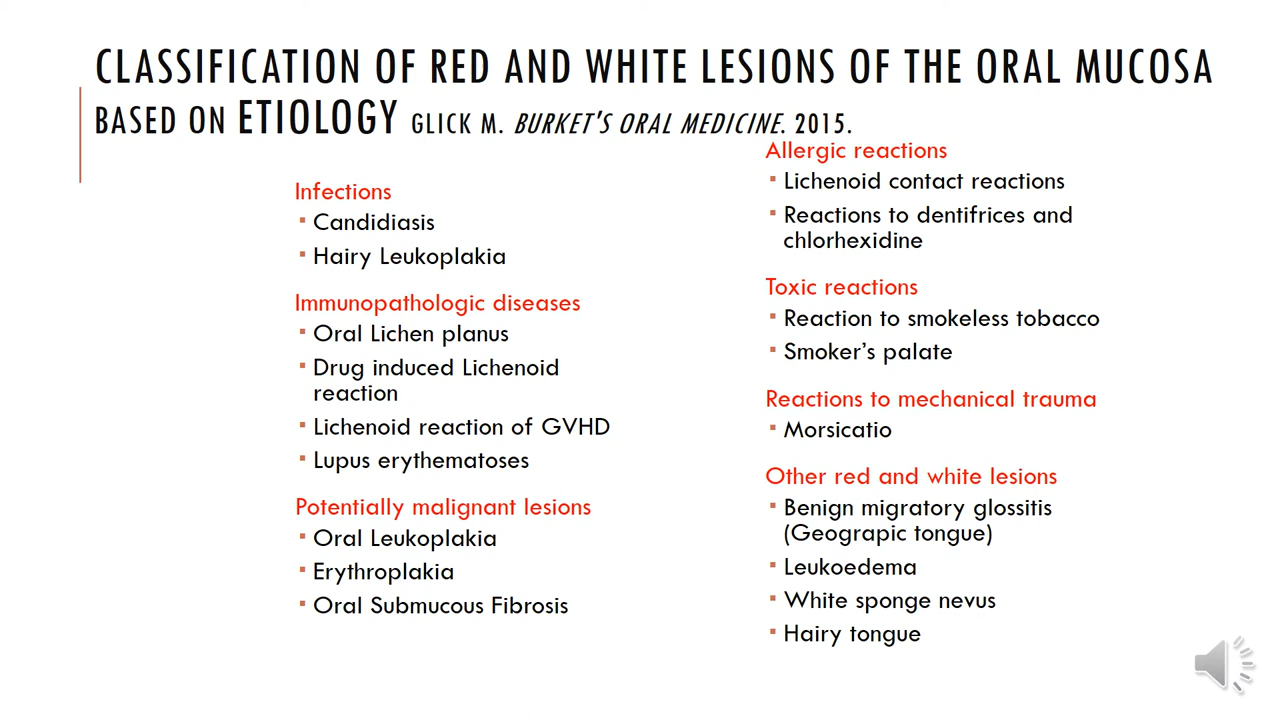 CLASSIFICATION OF RED AND WHITE LESIONS OF THE ORAL MUCOSA
BASED ON ETIOLOGY GLICK M. BURKET'S ORAL MEDICINE. 2015.
Infections
▪ Candidiasis
▪ Hairy Leukoplakia
Immunopathologic diseases
▪ Oral Lichen planus
▪ Drug induced Lichenoid
reaction
▪ Lichenoid reaction of GVHD
▪ Lupus erythematoses
Potentially malignant lesions
▪ Oral Leukoplakia
▪ Erythroplakia
▪ Oral Submucous Fibrosis
Allergic reactions
▪ Lichenoid contact reactions
▪ Reactions to dentifrices and
chlorhexidine
Toxic reactions
▪ Reaction to smokeless tobacco
▪ Smoker's palate
Reactions to mechanical trauma
▪ Morsicatio
Other red and white lesions
▪ Benign migratory glossitis
(Geograpic tongue)
▪ Leukoedema
▪ White sponge nevus
▪ Hairy tongue